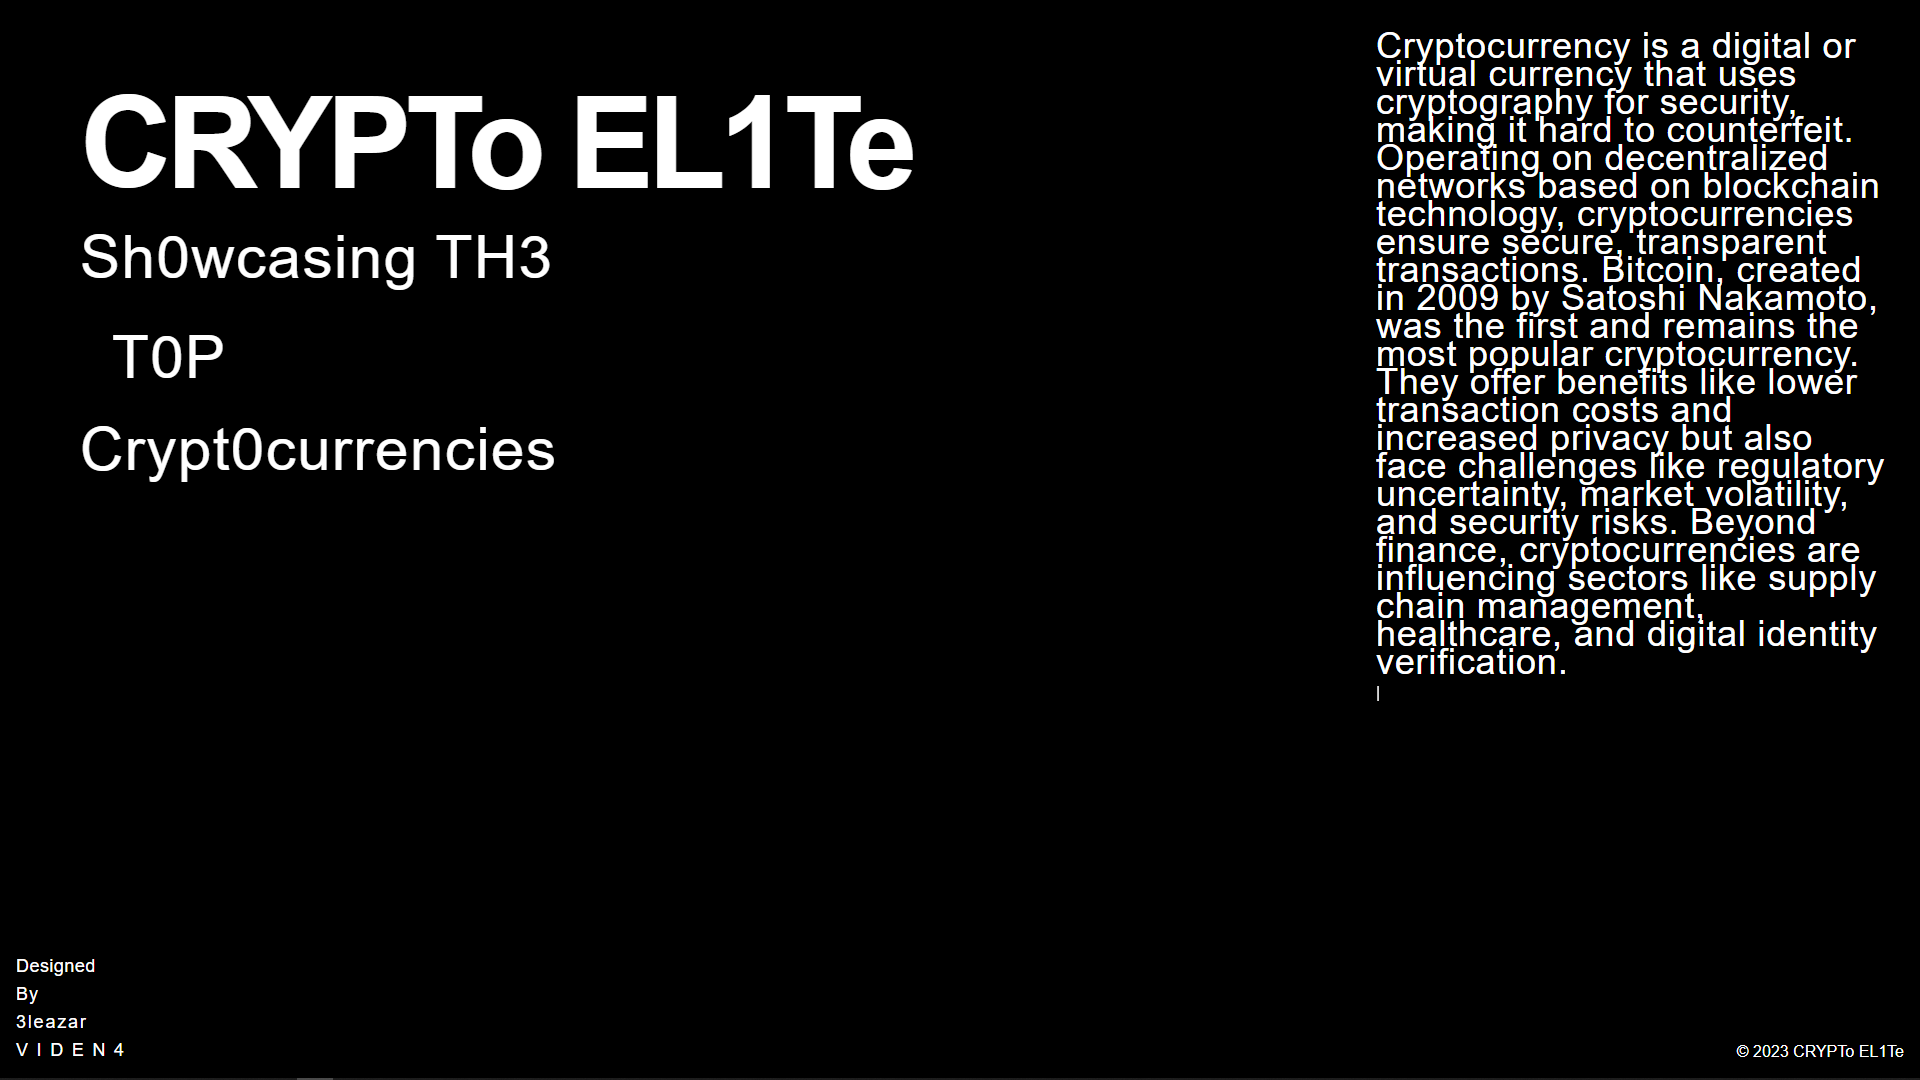 CRYPTo EL1Te
Sh0wcasing TH3
T0P
Crypt0currencies
Cryptocurrency is a digital or
virtual currency that uses
cryptography for security,
making it hard to counterfeit.
Operating on decentralized
networks based on blockchain
technology, cryptocurrencies
ensure secure, transparent
transactions. Bitcoin, created
in 2009 by Satoshi Nakamoto,
was the first and remains the
most popular cryptocurrency.
They offer benefits like lower
transaction costs and
increased privacy but also
face challenges like regulatory
uncertainty, market volatility,
and security risks. Beyond
finance, cryptocurrencies are
influencing sectors like supply
chain management,
healthcare, and digital identity
verification.
Designed
By
3leazar
V I D E N 4
© 2023 CRYPTo EL1Te